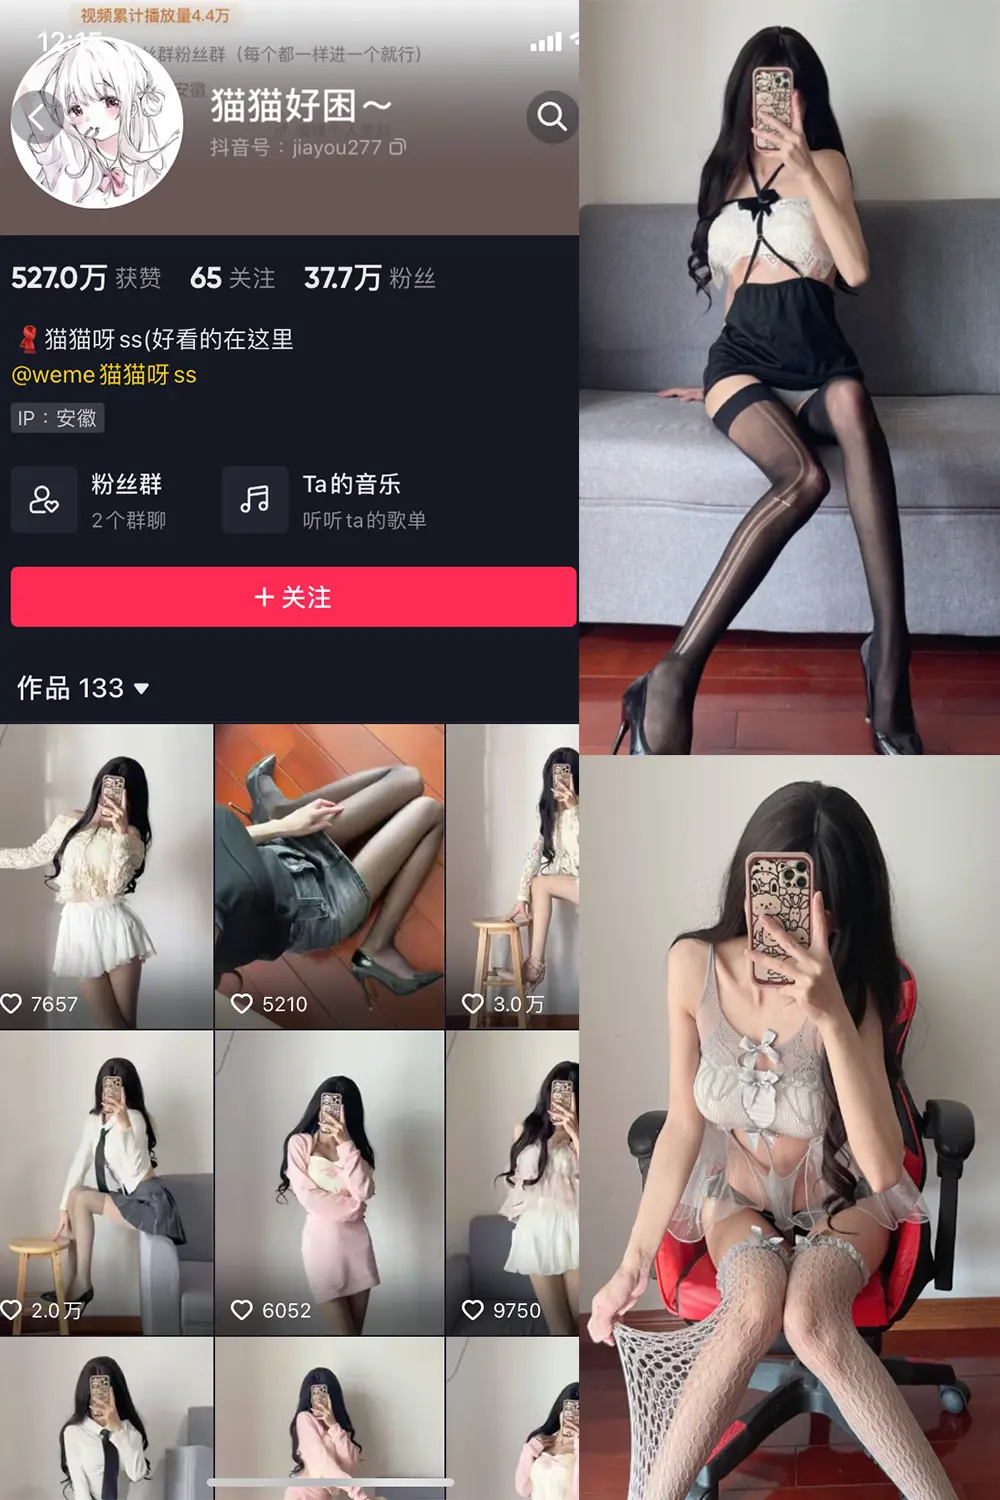 视频累计播放量4.4万
12:15
丝群粉丝群（每个都一样进一个就行）
安徽
猫猫好困～
抖音号：jiayou277
527.0万 获赞 65 关注 37.7万 粉丝
猫猫呀ss(好看的在这里
@weme猫猫呀ss
IP：安徽
粉丝群 Ta的音乐
2个群聊 听听ta的歌单
+ 关注
作品 133
7657 5210 3.0万
2.0万 6052 9750